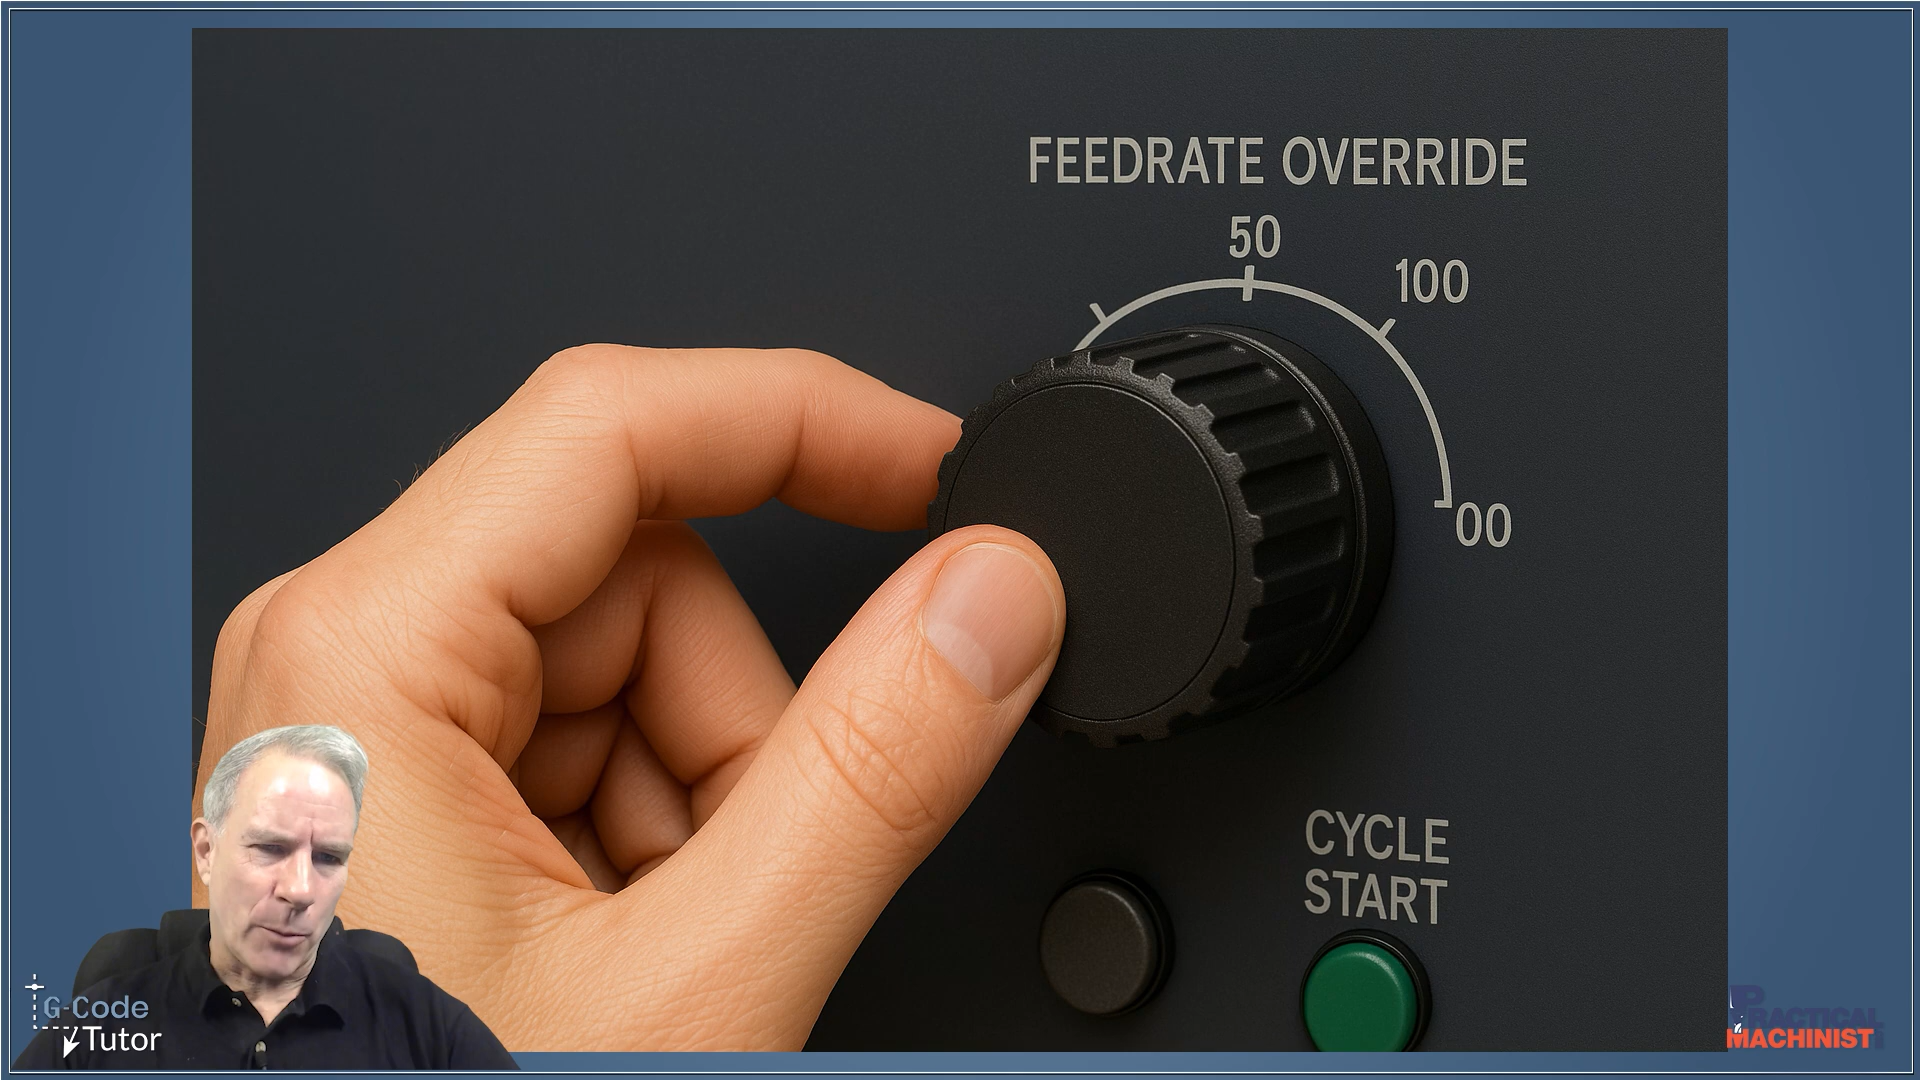 FEEDRATE OVERRIDE
50
100
00
CYCLE
START
G-Code
Tutor
PRACTICAL
MACHINIST